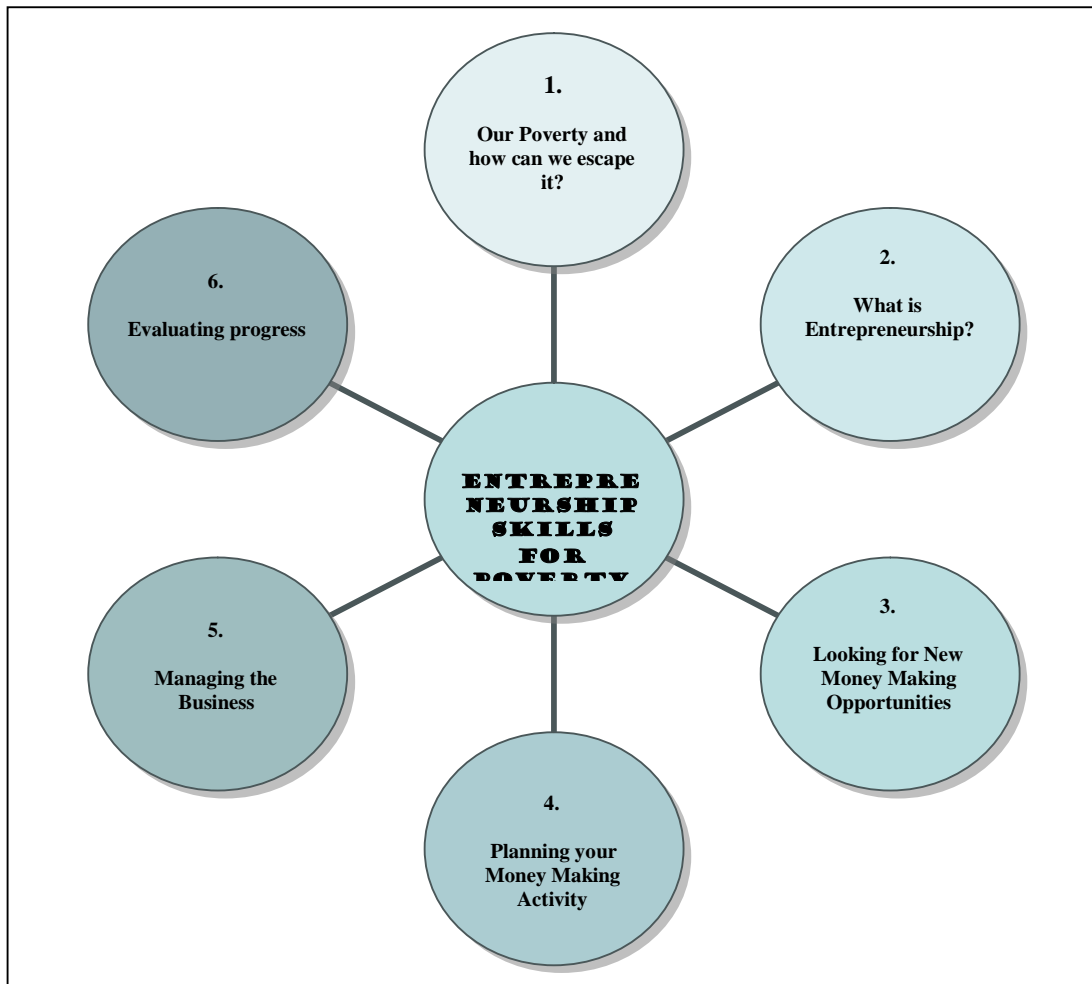 1.
Our Poverty and
how can we escape
it?
2.
What is
Entrepreneurship?
3.
Looking for New
Money Making
Opportunities
4.
Planning your
Money Making
Activity
5.
Managing the
Business
6.
Evaluating progress
ENTREPRE
NEURSHIP
SKILLS
FOR
POVERTY